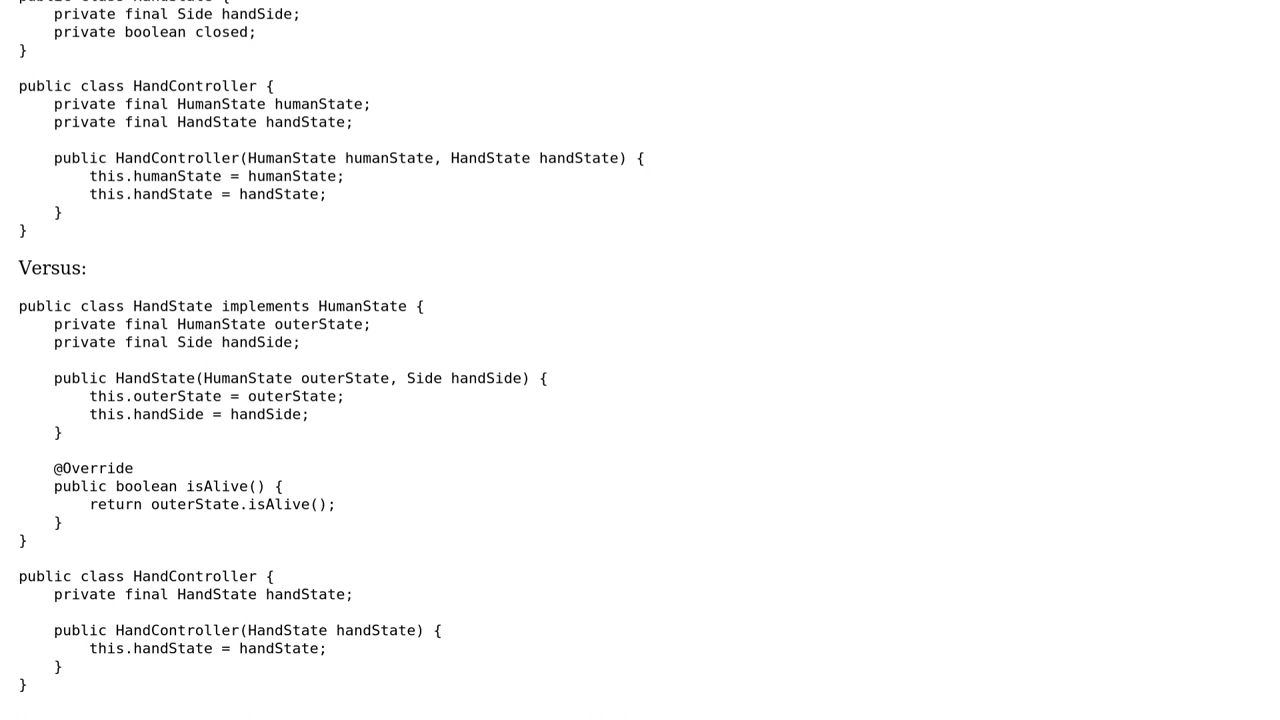 public class HandState {
    private final Side handSide;
    private boolean closed;
}
public class HandController {
    private final HumanState humanState;
    private final HandState handState;
    public HandController(HumanState humanState, HandState handState) {
        this.humanState = humanState;
        this.handState = handState;
    }
}
Versus:
public class HandState implements HumanState {
    private final HumanState outerState;
    private final Side handSide;
    public HandState(HumanState outerState, Side handSide) {
        this.outerState = outerState;
        this.handSide = handSide;
    }
    @Override
    public boolean isAlive() {
        return outerState.isAlive();
    }
}
public class HandController {
    private final HandState handState;
    public HandController(HandState handState) {
        this.handState = handState;
    }
}